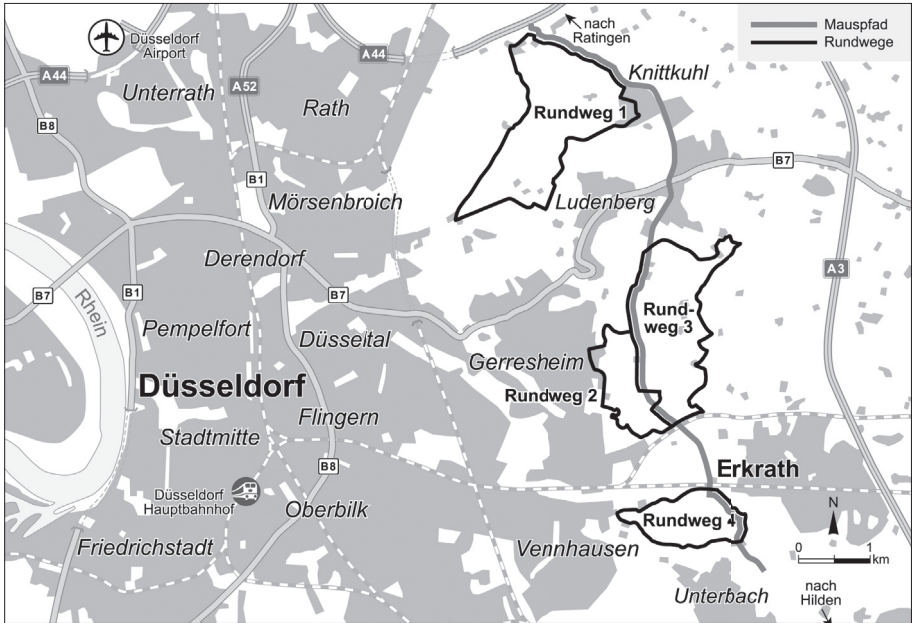 nach
Ratingen
Mauspfad
Rundwege
Düsseldorf
Airport
A44
A44
Knittkuhl
A52
Unterrath
Rath
Rundweg 1
B8
B7
B1
Mörsenbroich
Ludenberg
Derendorf
A3
B7
B1
B7
Rhein
Rund-
weg 3
Pempelfort
Düsseltal
Gerresheim
Düsseldorf
Rundweg 2
Flingern
Stadtmitte
B8
Erkrath
Düsseldorf
Hauptbahnhof
Oberbilk
N
Rundweg 4
Friedrichstadt
Vennhausen
0 1
km
Unterbach
nach
Hilden